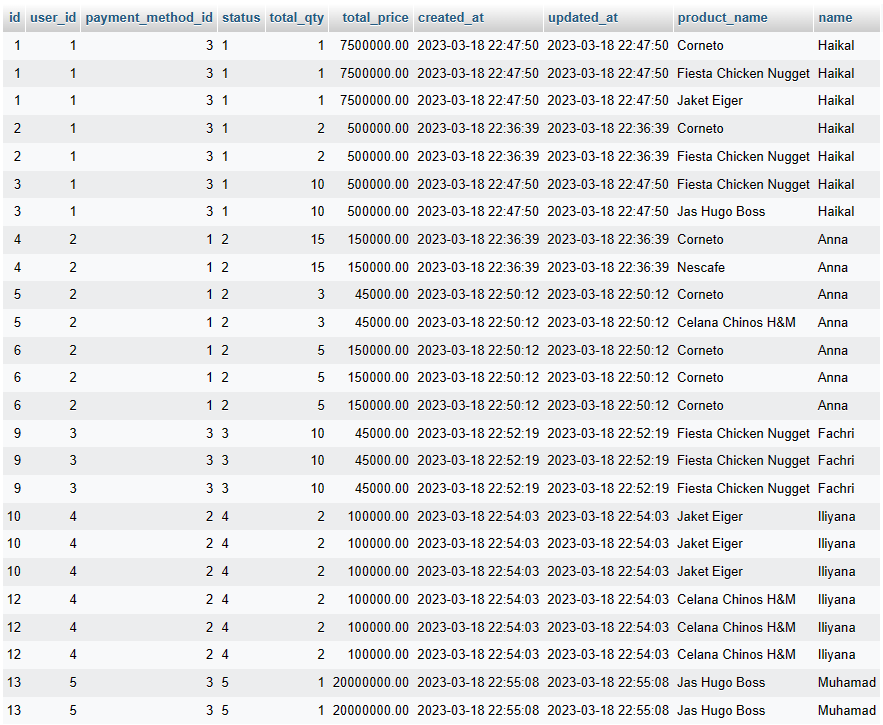 id user_id payment_method_id status total_qty total_price created_at updated_at product_name name
1 1 3 1 1 7500000.00 2023-03-18 22:47:50 2023-03-18 22:47:50 Corneto Haikal
1 1 3 1 1 7500000.00 2023-03-18 22:47:50 2023-03-18 22:47:50 Fiesta Chicken Nugget Haikal
1 1 3 1 1 7500000.00 2023-03-18 22:47:50 2023-03-18 22:47:50 Jaket Eiger Haikal
2 1 3 1 2 500000.00 2023-03-18 22:36:39 2023-03-18 22:36:39 Corneto Haikal
2 1 3 1 2 500000.00 2023-03-18 22:36:39 2023-03-18 22:36:39 Fiesta Chicken Nugget Haikal
3 1 3 1 10 500000.00 2023-03-18 22:47:50 2023-03-18 22:47:50 Fiesta Chicken Nugget Haikal
3 1 3 1 10 500000.00 2023-03-18 22:47:50 2023-03-18 22:47:50 Jas Hugo Boss Haikal
4 2 1 2 15 150000.00 2023-03-18 22:36:39 2023-03-18 22:36:39 Corneto Anna
4 2 1 2 15 150000.00 2023-03-18 22:36:39 2023-03-18 22:36:39 Nescafe Anna
5 2 1 2 3 45000.00 2023-03-18 22:50:12 2023-03-18 22:50:12 Corneto Anna
5 2 1 2 3 45000.00 2023-03-18 22:50:12 2023-03-18 22:50:12 Celana Chinos H&M Anna
6 2 1 2 5 150000.00 2023-03-18 22:50:12 2023-03-18 22:50:12 Corneto Anna
6 2 1 2 5 150000.00 2023-03-18 22:50:12 2023-03-18 22:50:12 Corneto Anna
6 2 1 2 5 150000.00 2023-03-18 22:50:12 2023-03-18 22:50:12 Corneto Anna
9 3 3 3 10 45000.00 2023-03-18 22:52:19 2023-03-18 22:52:19 Fiesta Chicken Nugget Fachri
9 3 3 3 10 45000.00 2023-03-18 22:52:19 2023-03-18 22:52:19 Fiesta Chicken Nugget Fachri
9 3 3 3 10 45000.00 2023-03-18 22:52:19 2023-03-18 22:52:19 Fiesta Chicken Nugget Fachri
10 4 2 4 2 100000.00 2023-03-18 22:54:03 2023-03-18 22:54:03 Jaket Eiger Iliyana
10 4 2 4 2 100000.00 2023-03-18 22:54:03 2023-03-18 22:54:03 Jaket Eiger Iliyana
10 4 2 4 2 100000.00 2023-03-18 22:54:03 2023-03-18 22:54:03 Jaket Eiger Iliyana
12 4 2 4 2 100000.00 2023-03-18 22:54:03 2023-03-18 22:54:03 Celana Chinos H&M Iliyana
12 4 2 4 2 100000.00 2023-03-18 22:54:03 2023-03-18 22:54:03 Celana Chinos H&M Iliyana
12 4 2 4 2 100000.00 2023-03-18 22:54:03 2023-03-18 22:54:03 Celana Chinos H&M Iliyana
13 5 3 5 1 20000000.00 2023-03-18 22:55:08 2023-03-18 22:55:08 Jas Hugo Boss Muhamad
13 5 3 5 1 20000000.00 2023-03-18 22:55:08 2023-03-18 22:55:08 Jas Hugo Boss Muhamad